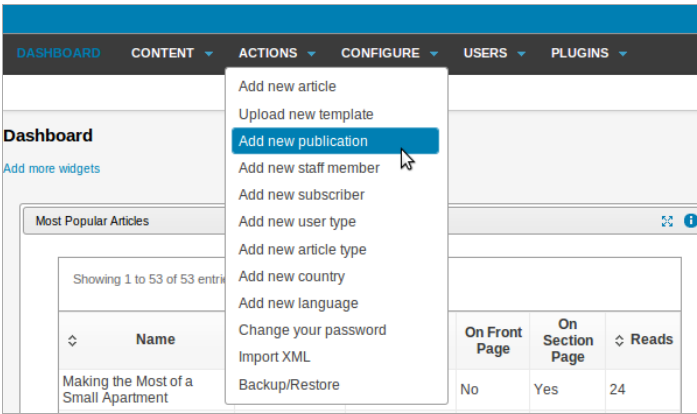 DASHBOARD CONTENT ACTIONS CONFIGURE USERS PLUGINS
Add new article
Upload new template
Add new publication
Add new staff member
Add new subscriber
Add new user type
Add new article type
Add new country
Add new language
Change your password
Import XML
Backup/Restore
Dashboard
Add more widgets
Most Popular Articles
Showing 1 to 53 of 53
Name
On Front
Page
On
Section
Page
Reads
Making the Most of a
Small Apartment
No Yes 24